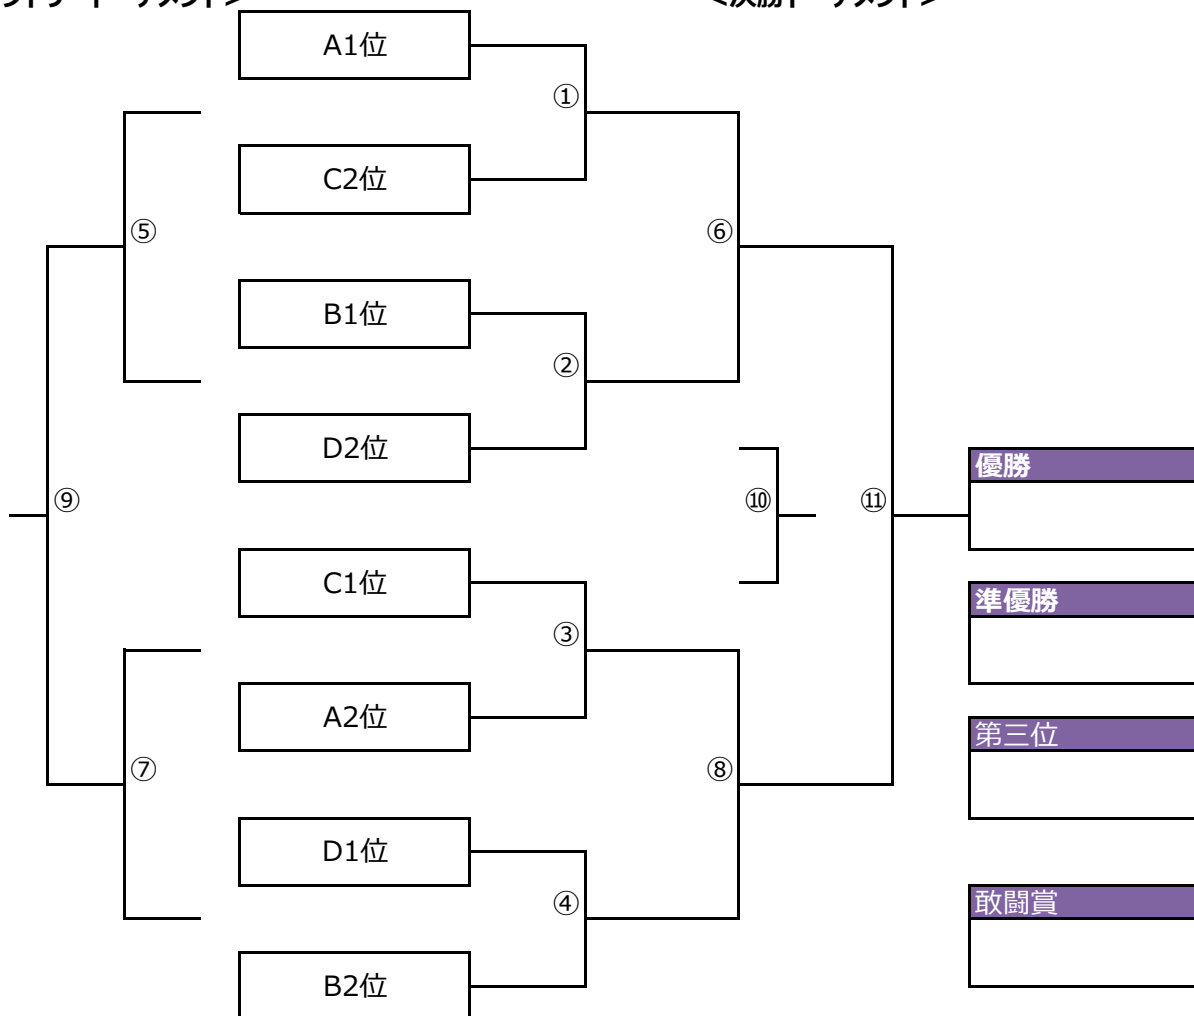 A1位
①
C2位
⑤
⑥
B1位
②
D2位
優勝
⑨
⑩
⑪
C1位
準優勝
③
A2位
第三位
⑦
⑧
D1位
敢闘賞
④
B2位